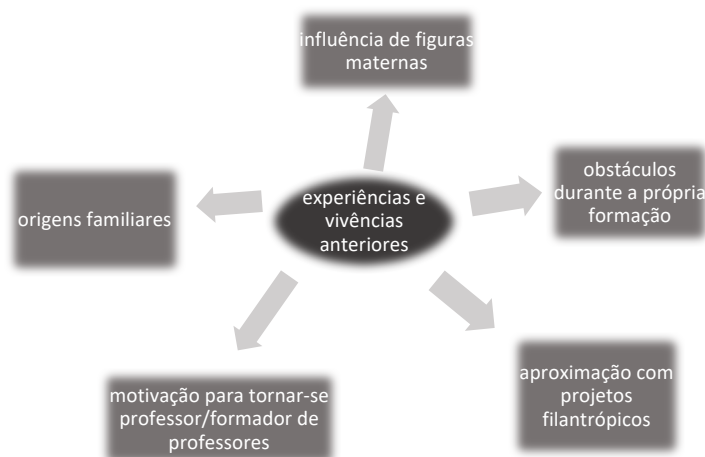 influência de figuras
maternas
obstáculos
durante a própria
formação
origens familiares
experiências e
vivências
anteriores
aproximação com
projetos
filantrópicos
motivação para tornar-se
professor/formador de
professores